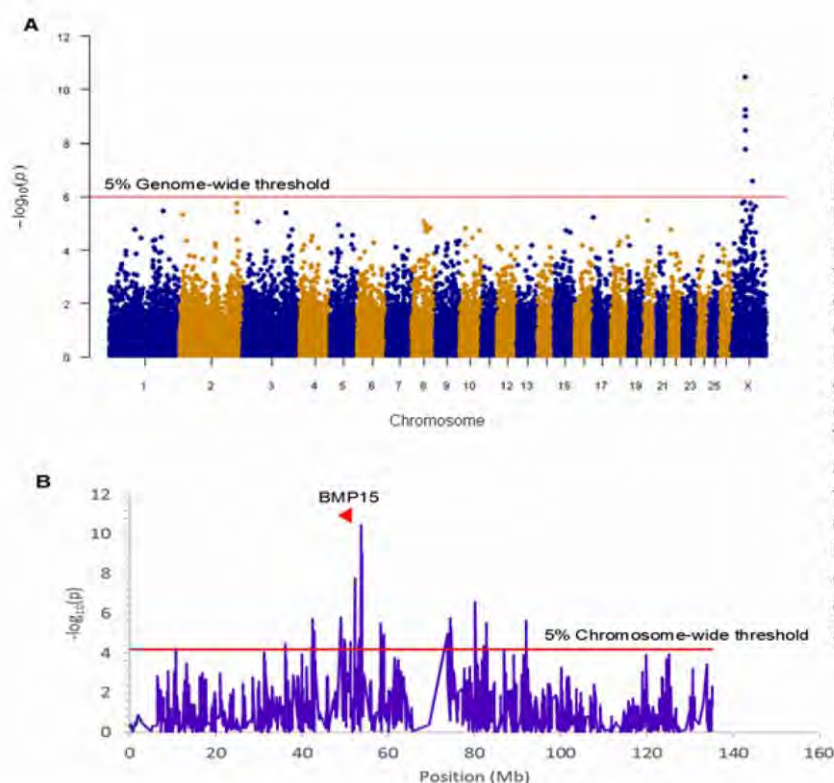 A
12
10
8
6
4
2
0
-log10(p)
5% Genome-wide threshold
1 2 3 4 5 6 7 8 9 10 12 13 15 17 19 21 23 25 X
Chromosome
B
BMP15
12
10
8
6
4
2
0
-log10(p)
5% Chromosome-wide threshold
0 20 40 60 80 100 120 140 160
Position (Mb)